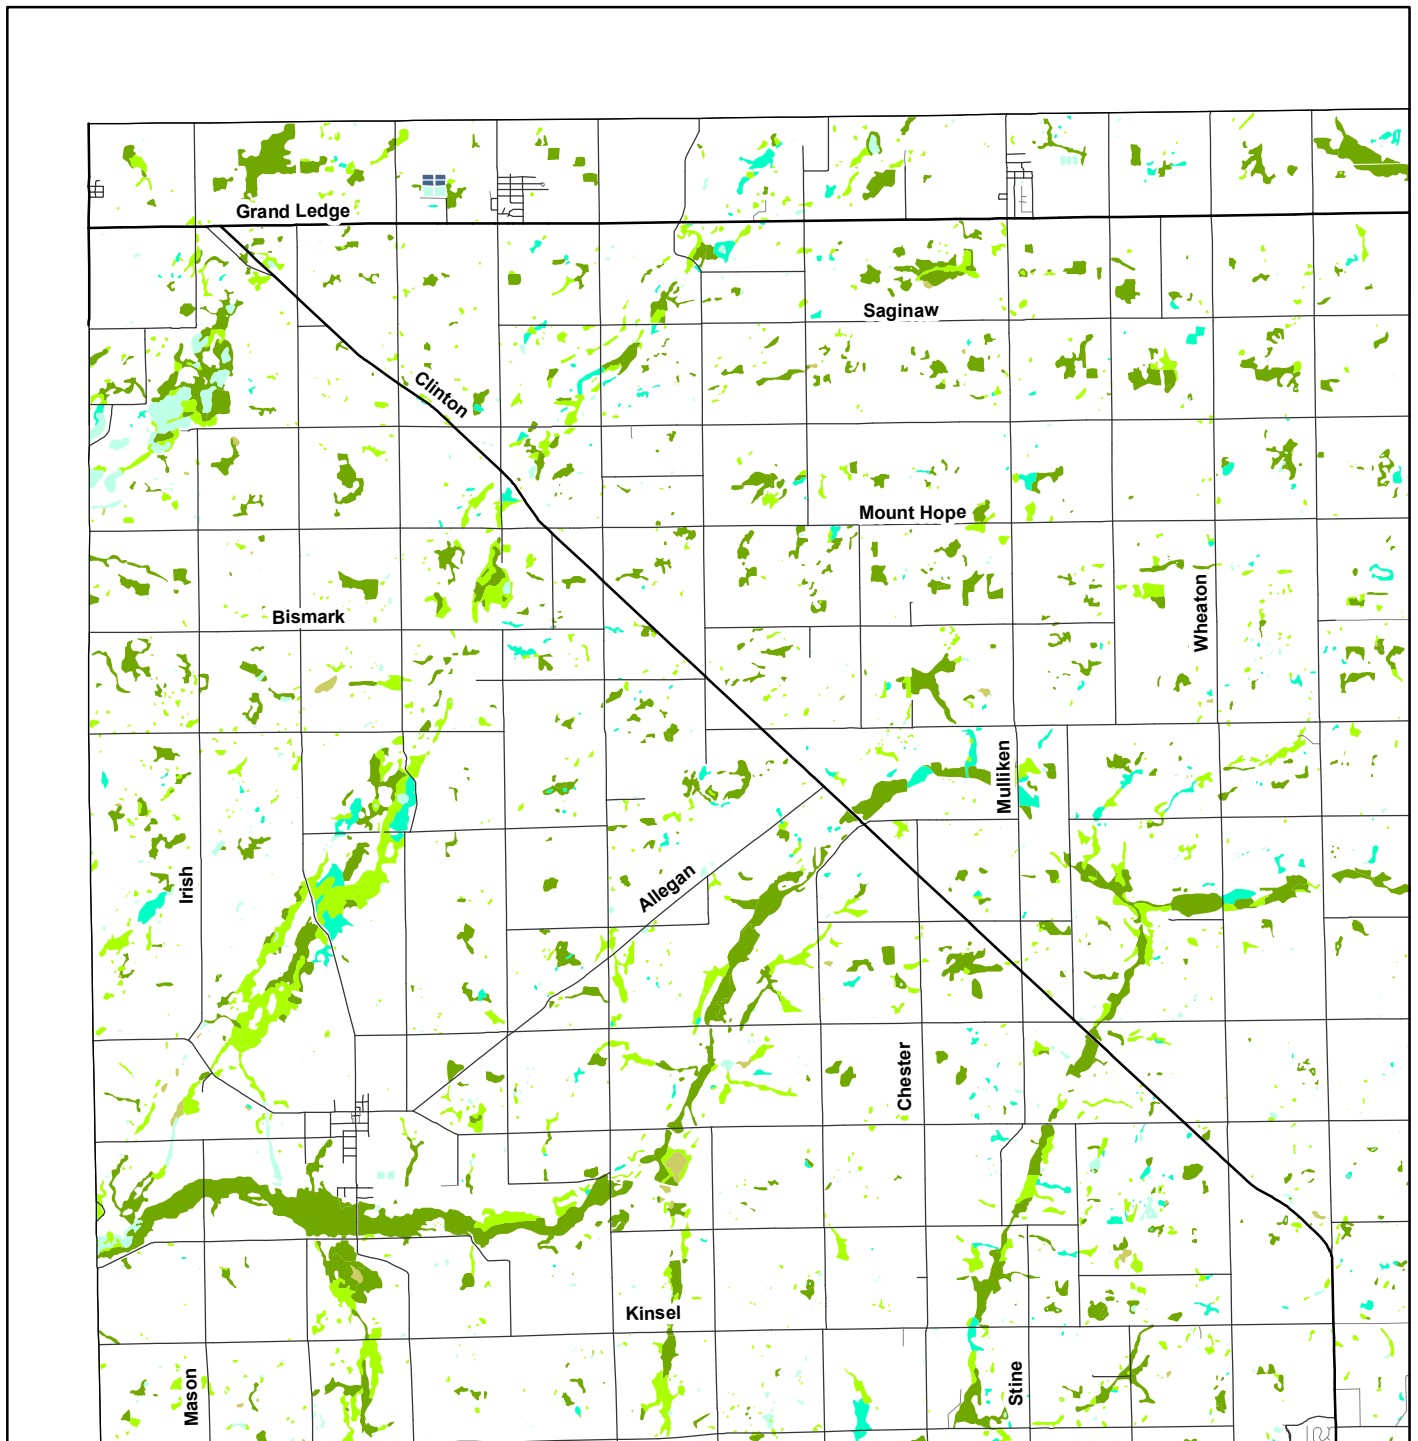 Grand Ledge
Saginaw
Clinton
Mount Hope
Wheaton
Bismark
Mulliken
Irish
Allegan
Chester
Kinsel
Mason
Stine